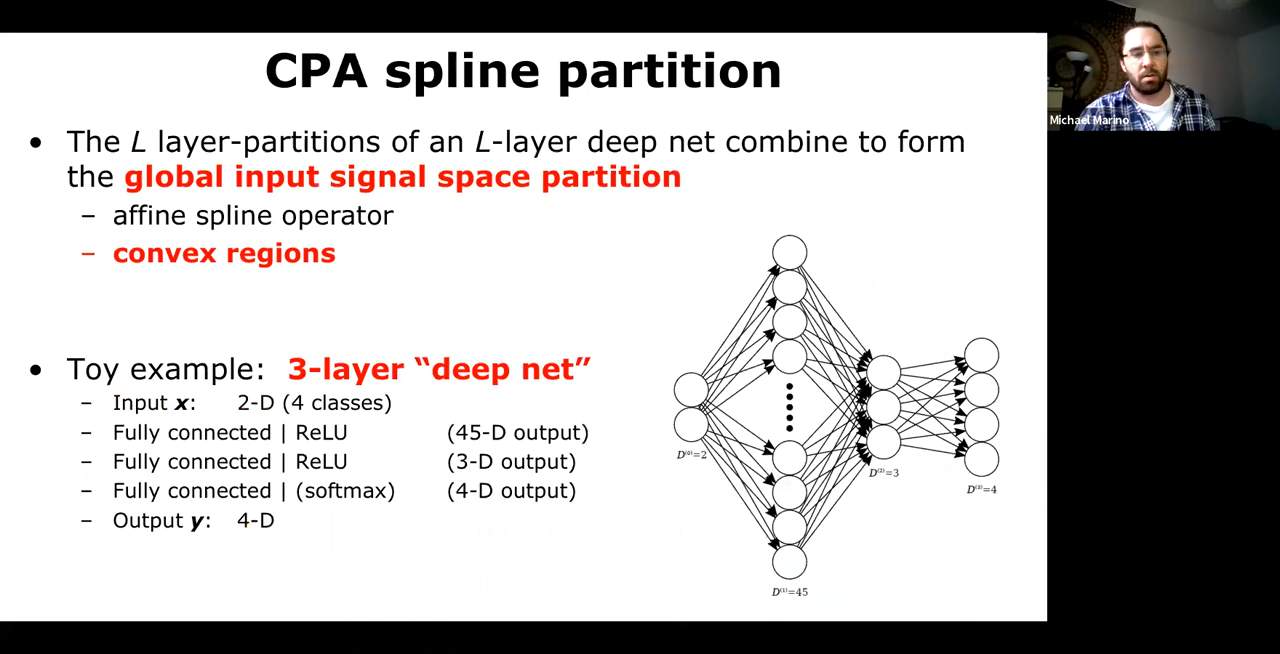 CPA spline partition
• The L layer-partitions of an L-layer deep net combine to form
the global input signal space partition
– affine spline operator
– convex regions
• Toy example: 3-layer “deep net”
– Input x: 2-D (4 classes)
– Fully connected | ReLU (45-D output)
– Fully connected | ReLU (3-D output)
– Fully connected | (softmax) (4-D output)
– Output y: 4-D
D⁽⁰⁾=2
D⁽¹⁾=45
D⁽²⁾=3
D⁽³⁾=4
Michael Marino